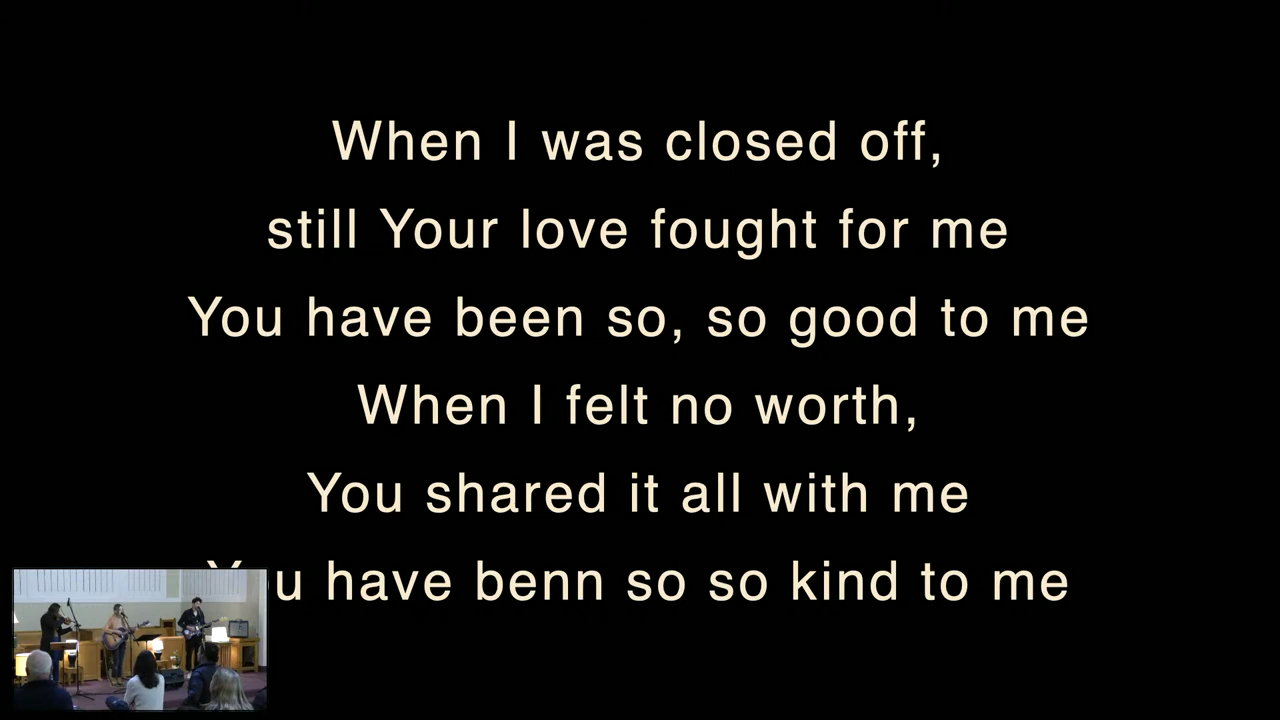 When I was closed off,
still Your love fought for me
You have been so, so good to me
When I felt no worth,
You shared it all with me
You have benn so so kind to me